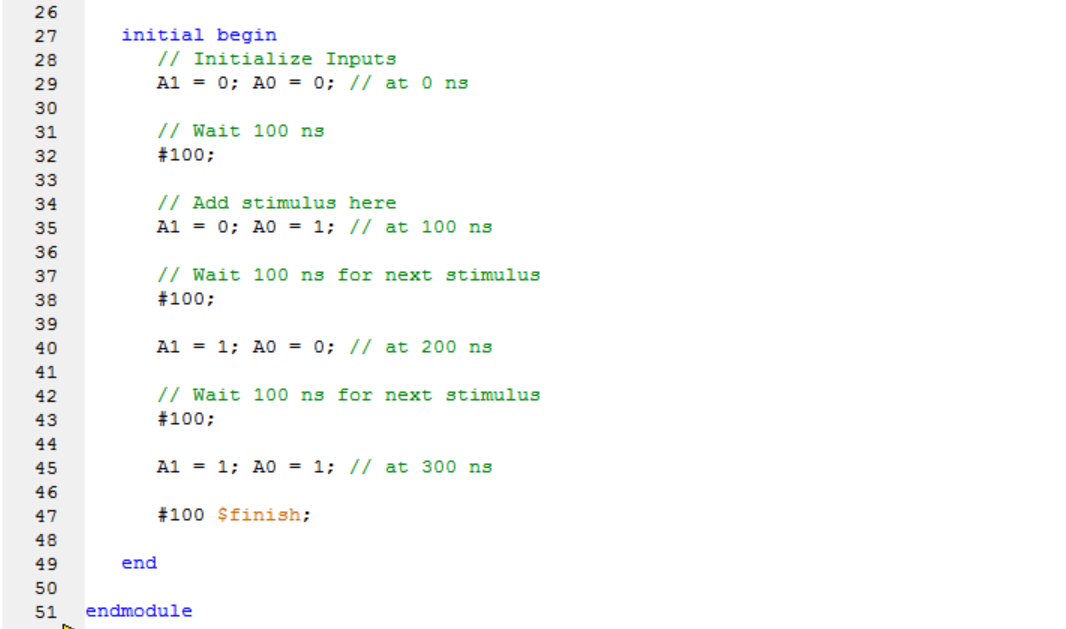 26
27 initial begin
28 // Initialize Inputs
29 A1 = 0; A0 = 0; // at 0 ns
30
31 // Wait 100 ns
32 #100;
33
34 // Add stimulus here
35 A1 = 0; A0 = 1; // at 100 ns
36
37 // Wait 100 ns for next stimulus
38 #100;
39
40 A1 = 1; A0 = 0; // at 200 ns
41
42 // Wait 100 ns for next stimulus
43 #100;
44
45 A1 = 1; A0 = 1; // at 300 ns
46
47 #100 $finish;
48
49 end
50
51 endmodule